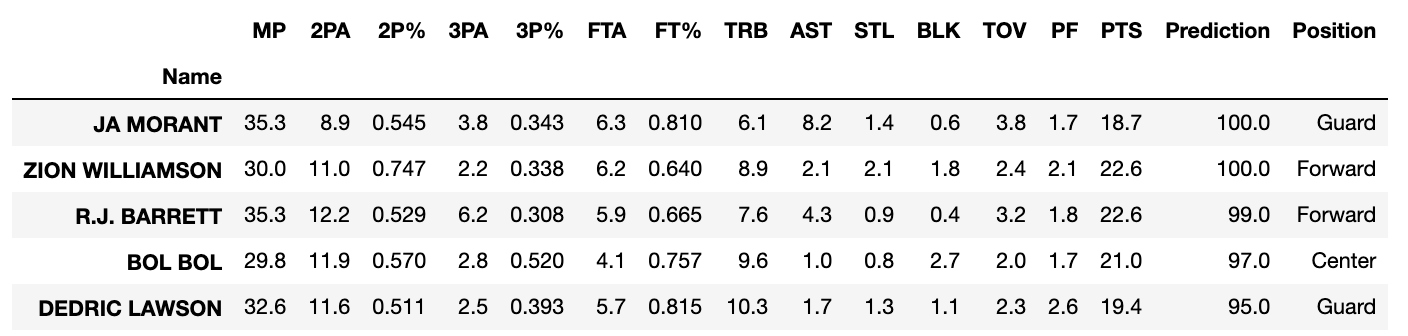 MP 2PA 2P% 3PA 3P% FTA FT% TRB AST STL BLK TOV PF PTS Prediction Position
Name
JA MORANT 35.3 8.9 0.545 3.8 0.343 6.3 0.810 6.1 8.2 1.4 0.6 3.8 1.7 18.7 100.0 Guard
ZION WILLIAMSON 30.0 11.0 0.747 2.2 0.338 6.2 0.640 8.9 2.1 2.1 1.8 2.4 2.1 22.6 100.0 Forward
R.J. BARRETT 35.3 12.2 0.529 6.2 0.308 5.9 0.665 7.6 4.3 0.9 0.4 3.2 1.8 22.6 99.0 Forward
BOL BOL 29.8 11.9 0.570 2.8 0.520 4.1 0.757 9.6 1.0 0.8 2.7 2.0 1.7 21.0 97.0 Center
DEDRIC LAWSON 32.6 11.6 0.511 2.5 0.393 5.7 0.815 10.3 1.7 1.3 1.1 2.3 2.6 19.4 95.0 Guard